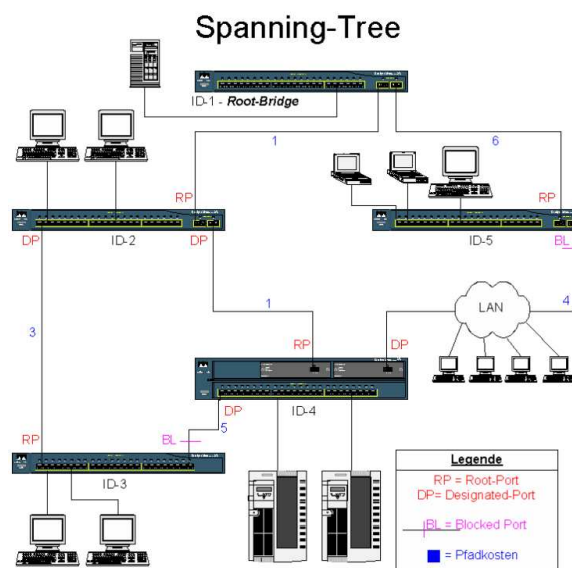 Spanning-Tree
ID-1 - Root-Bridge
1
6
RP
RP
DP
ID-2
DP
ID-5
BL
3
1
LAN
4
RP
DP
DP
ID-4
RP
BL
5
ID-3
Legende
RP = Root-Port
DP= Designated-Port
BL = Blocked Port
= Pfadkosten